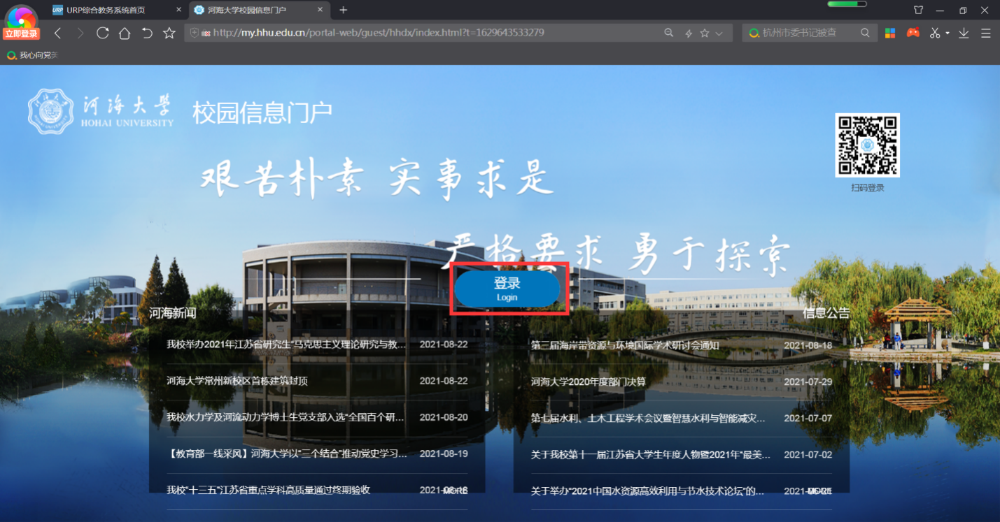 URP URP综合教务系统首页
河海大学校园信息门户
立即登录
http://my.hhu.edu.cn/portal-web/guest/hhdx/index.html?t=1629643533279
杭州市委书记被查
我心向党
河海大学
HOHAI UNIVERSITY
校园信息门户
艰苦朴素 实事求是
扫码登录
严格要求 勇于探索
登录
Login
河海新闻
我校举办2021年江苏省研究生“马克思主义理论研究与教... 2021-08-22
河海大学常州新校区首栋建筑封顶 2021-08-22
我校水力学及河流动力学博士生党支部入选“全国百个研... 2021-08-20
【教育部一线采风】河海大学以“三个结合”推动党史学习... 2021-08-19
我校“十三五”江苏省重点学科高质量通过终期验收
MORE
信息公告
第三届海岸带资源与环境国际学术研讨会通知 2021-08-18
河海大学2020年度部门决算 2021-07-29
第七届水利、土木工程学术会议暨智慧水利与智能减灾... 2021-07-07
关于我校第十一届江苏省大学生年度人物暨2021年“最美... 2021-07-02
关于举办“2021中国水资源高效利用与节水技术论坛”的...
MORE